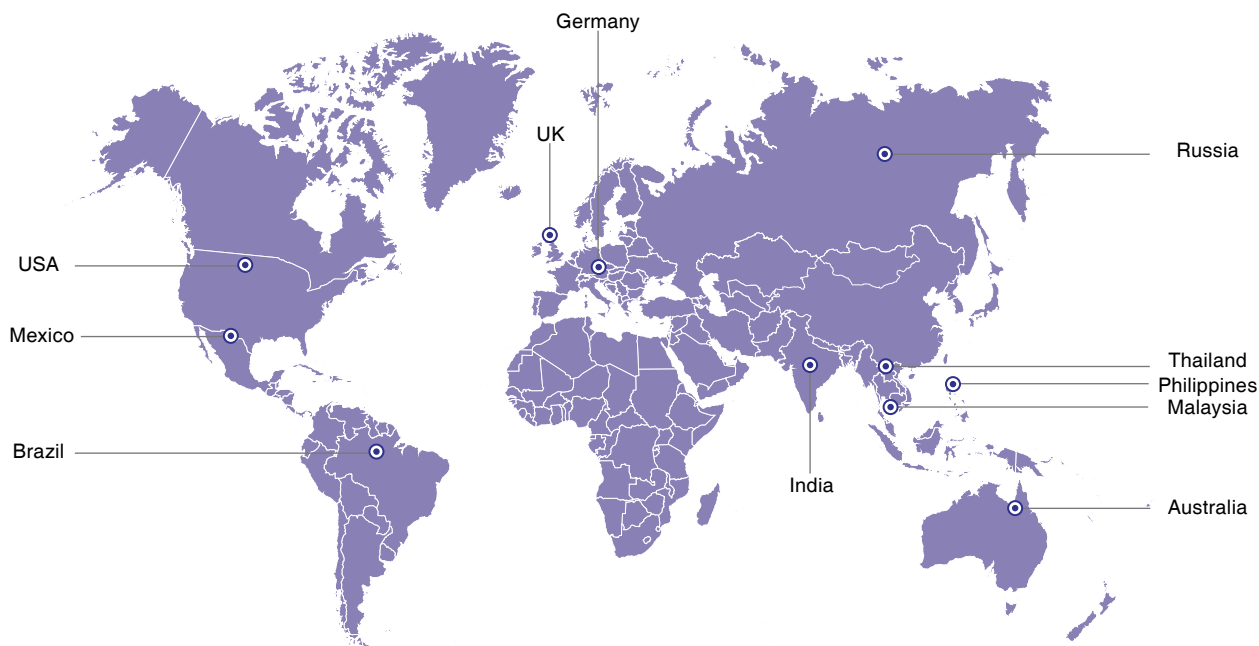 Germany
UK
Russia
USA
Mexico
Thailand
Philippines
Malaysia
Brazil
India
Australia